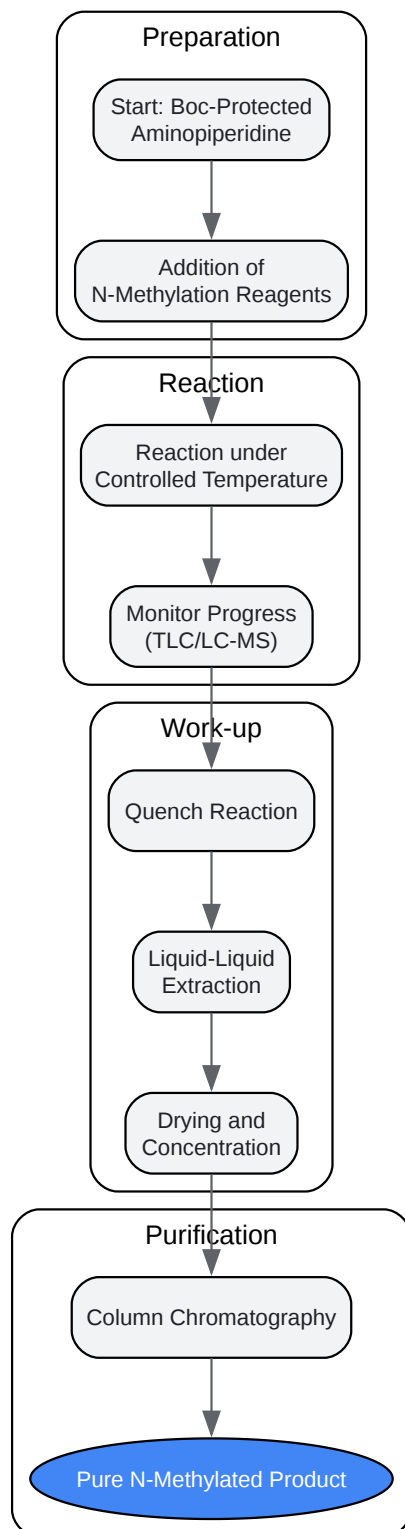 Preparation
Start: Boc-Protected
Aminopiperidine
Addition of
N-Methylation Reagents
Reaction
Reaction under
Controlled Temperature
Monitor Progress
(TLC/LC-MS)
Work-up
Quench Reaction
Liquid-Liquid
Extraction
Drying and
Concentration
Purification
Column Chromatography
Pure N-Methylated Product